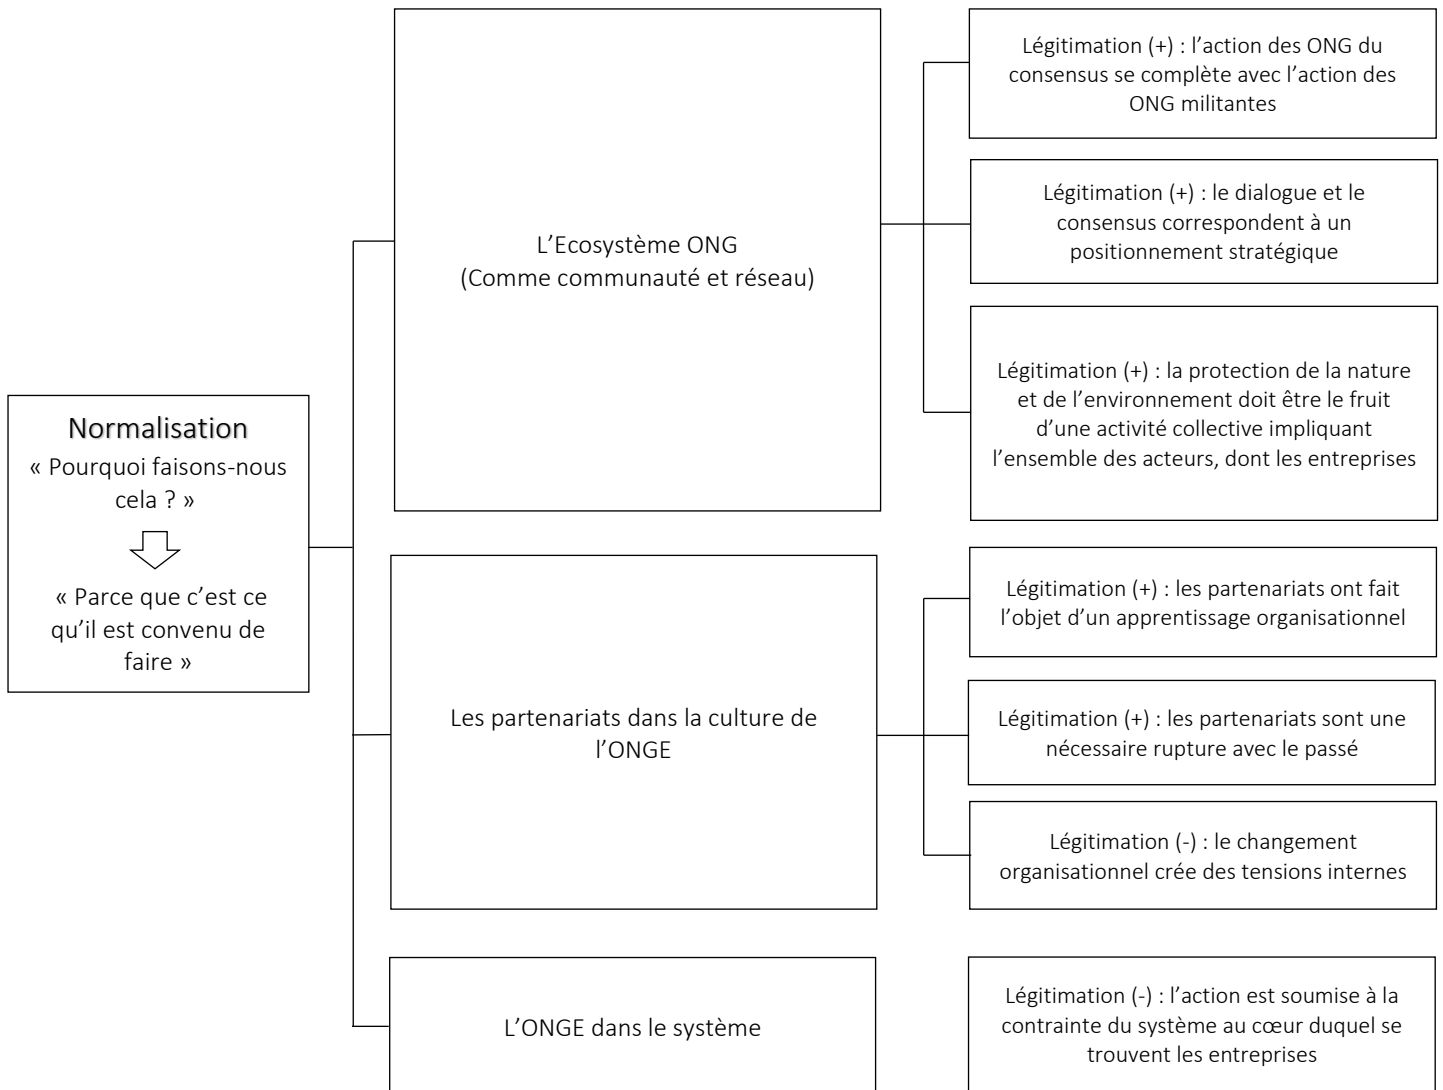 Normalisation
« Pourquoi faisons-nous
cela ? »
« Parce que c’est ce
qu’il est convenu de
faire »
L’Ecosystème ONG
(Comme communauté et réseau)
Légitimation (+) : l’action des ONG du
consensus se complète avec l’action des
ONG militantes
Légitimation (+) : le dialogue et le
consensus correspondent à un
positionnement stratégique
Légitimation (+) : la protection de la nature
et de l’environnement doit être le fruit
d’une activité collective impliquant
l’ensemble des acteurs, dont les entreprises
Les partenariats dans la culture de
l’ONGE
Légitimation (+) : les partenariats ont fait
l’objet d’un apprentissage organisationnel
Légitimation (+) : les partenariats sont une
nécessaire rupture avec le passé
Légitimation (-) : le changement
organisationnel crée des tensions internes
L’ONGE dans le système
Légitimation (-) : l’action est soumise à la
contrainte du système au cœur duquel se
trouvent les entreprises